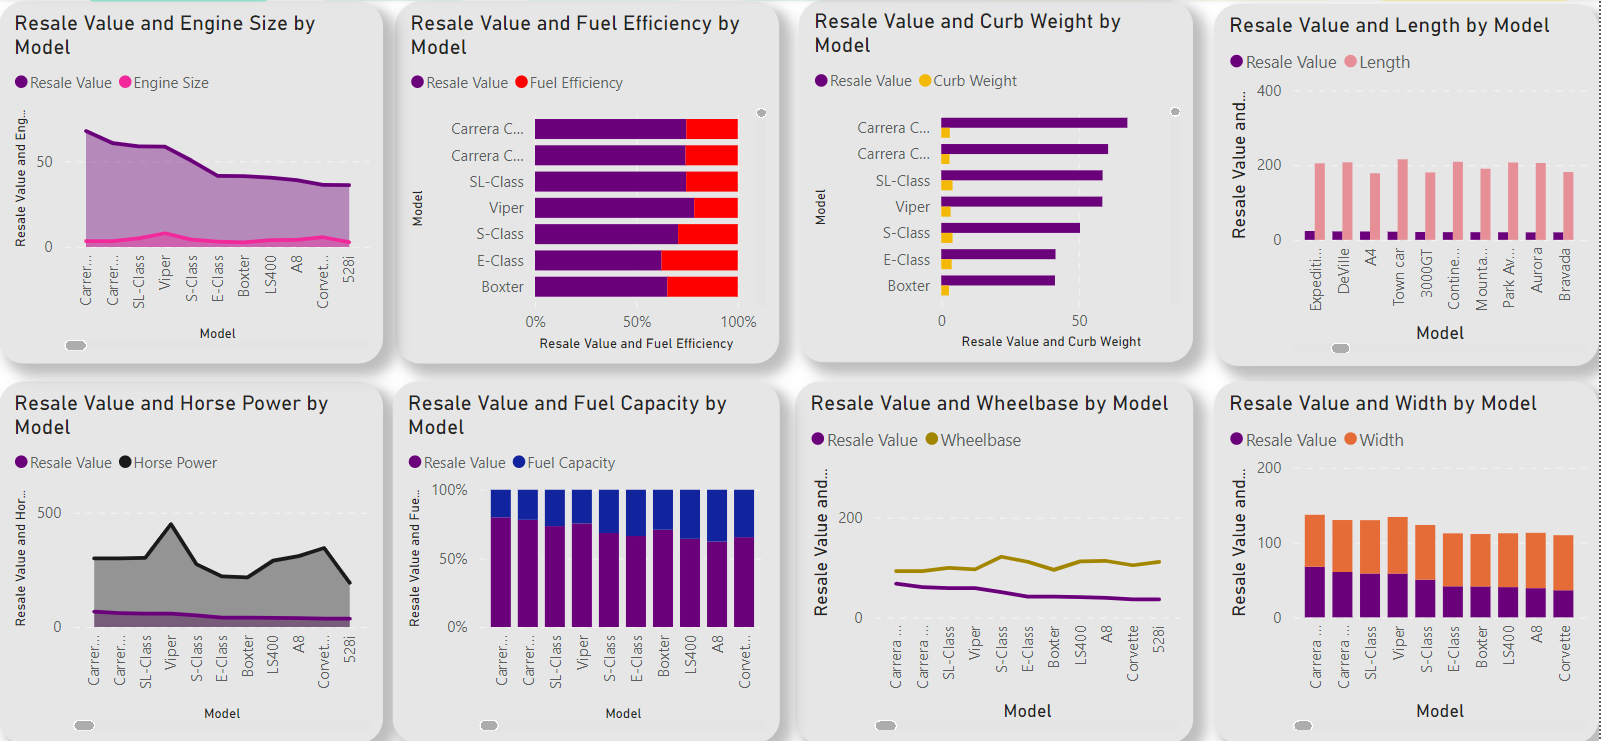 Resale Value and Engine Size by
Model
Resale Value Engine Size
Resale Value and Eng...
50
0
Carrer...
Carrer...
SL-Class
Viper
S-Class
E-Class
Boxter
LS400
A8
Corvet...
528i
Model
Resale Value and Fuel Efficiency by
Model
Resale Value Fuel Efficiency
Model
Carrera C...
Carrera C...
SL-Class
Viper
S-Class
E-Class
Boxter
0% 50% 100%
Resale Value and Fuel Efficiency
Resale Value and Curb Weight by
Model
Resale Value Curb Weight
Model
Carrera C...
Carrera C...
SL-Class
Viper
S-Class
E-Class
Boxter
0 50
Resale Value and Curb Weight
Resale Value and Length by Model
Resale Value Length
Resale Value and...
400
200
0
Expediti...
DeVille
A4
Town car
3000GT
Contine...
Mounta...
Park Av...
Aurora
Bravada
Model
Resale Value and Horse Power by
Model
Resale Value Horse Power
Resale Value and Hor...
500
0
Carrer...
Carrer...
SL-Class
Viper
S-Class
E-Class
Boxter
LS400
A8
Corvet...
528i
Model
Resale Value and Fuel Capacity by
Model
Resale Value Fuel Capacity
Resale Value and Fue...
100%
50%
0%
Carrer...
Carrer...
SL-Class
Viper
S-Class
E-Class
Boxter
LS400
A8
Corvet...
Model
Resale Value and Wheelbase by Model
Resale Value Wheelbase
Resale Value and...
200
0
Carrera ...
Carrera ...
SL-Class
Viper
S-Class
E-Class
Boxter
LS400
A8
Corvette
528i
Model
Resale Value and Width by Model
Resale Value Width
Resale Value and...
200
100
0
Carrera ...
Carrera ...
SL-Class
Viper
S-Class
E-Class
Boxter
LS400
A8
Corvette
Model